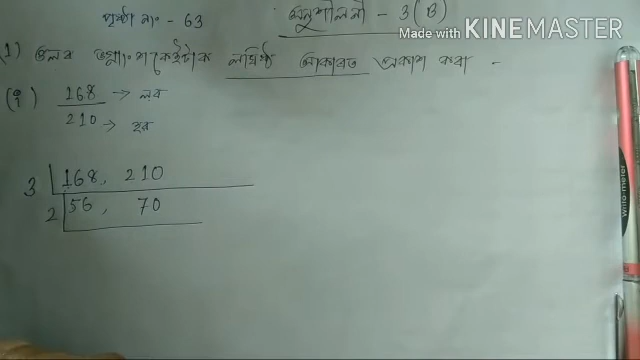 পৃষ্ঠা নং - 63
অনুশীলনী - 3(B)
Made with KINEMASTER
(1) তলৰ ভগ্নাংশকেইটাক লঘিষ্ঠ আকাৰত প্ৰকাশ কৰা -
168 → লব
210 → হৰ
3 168, 210
2 56, 70